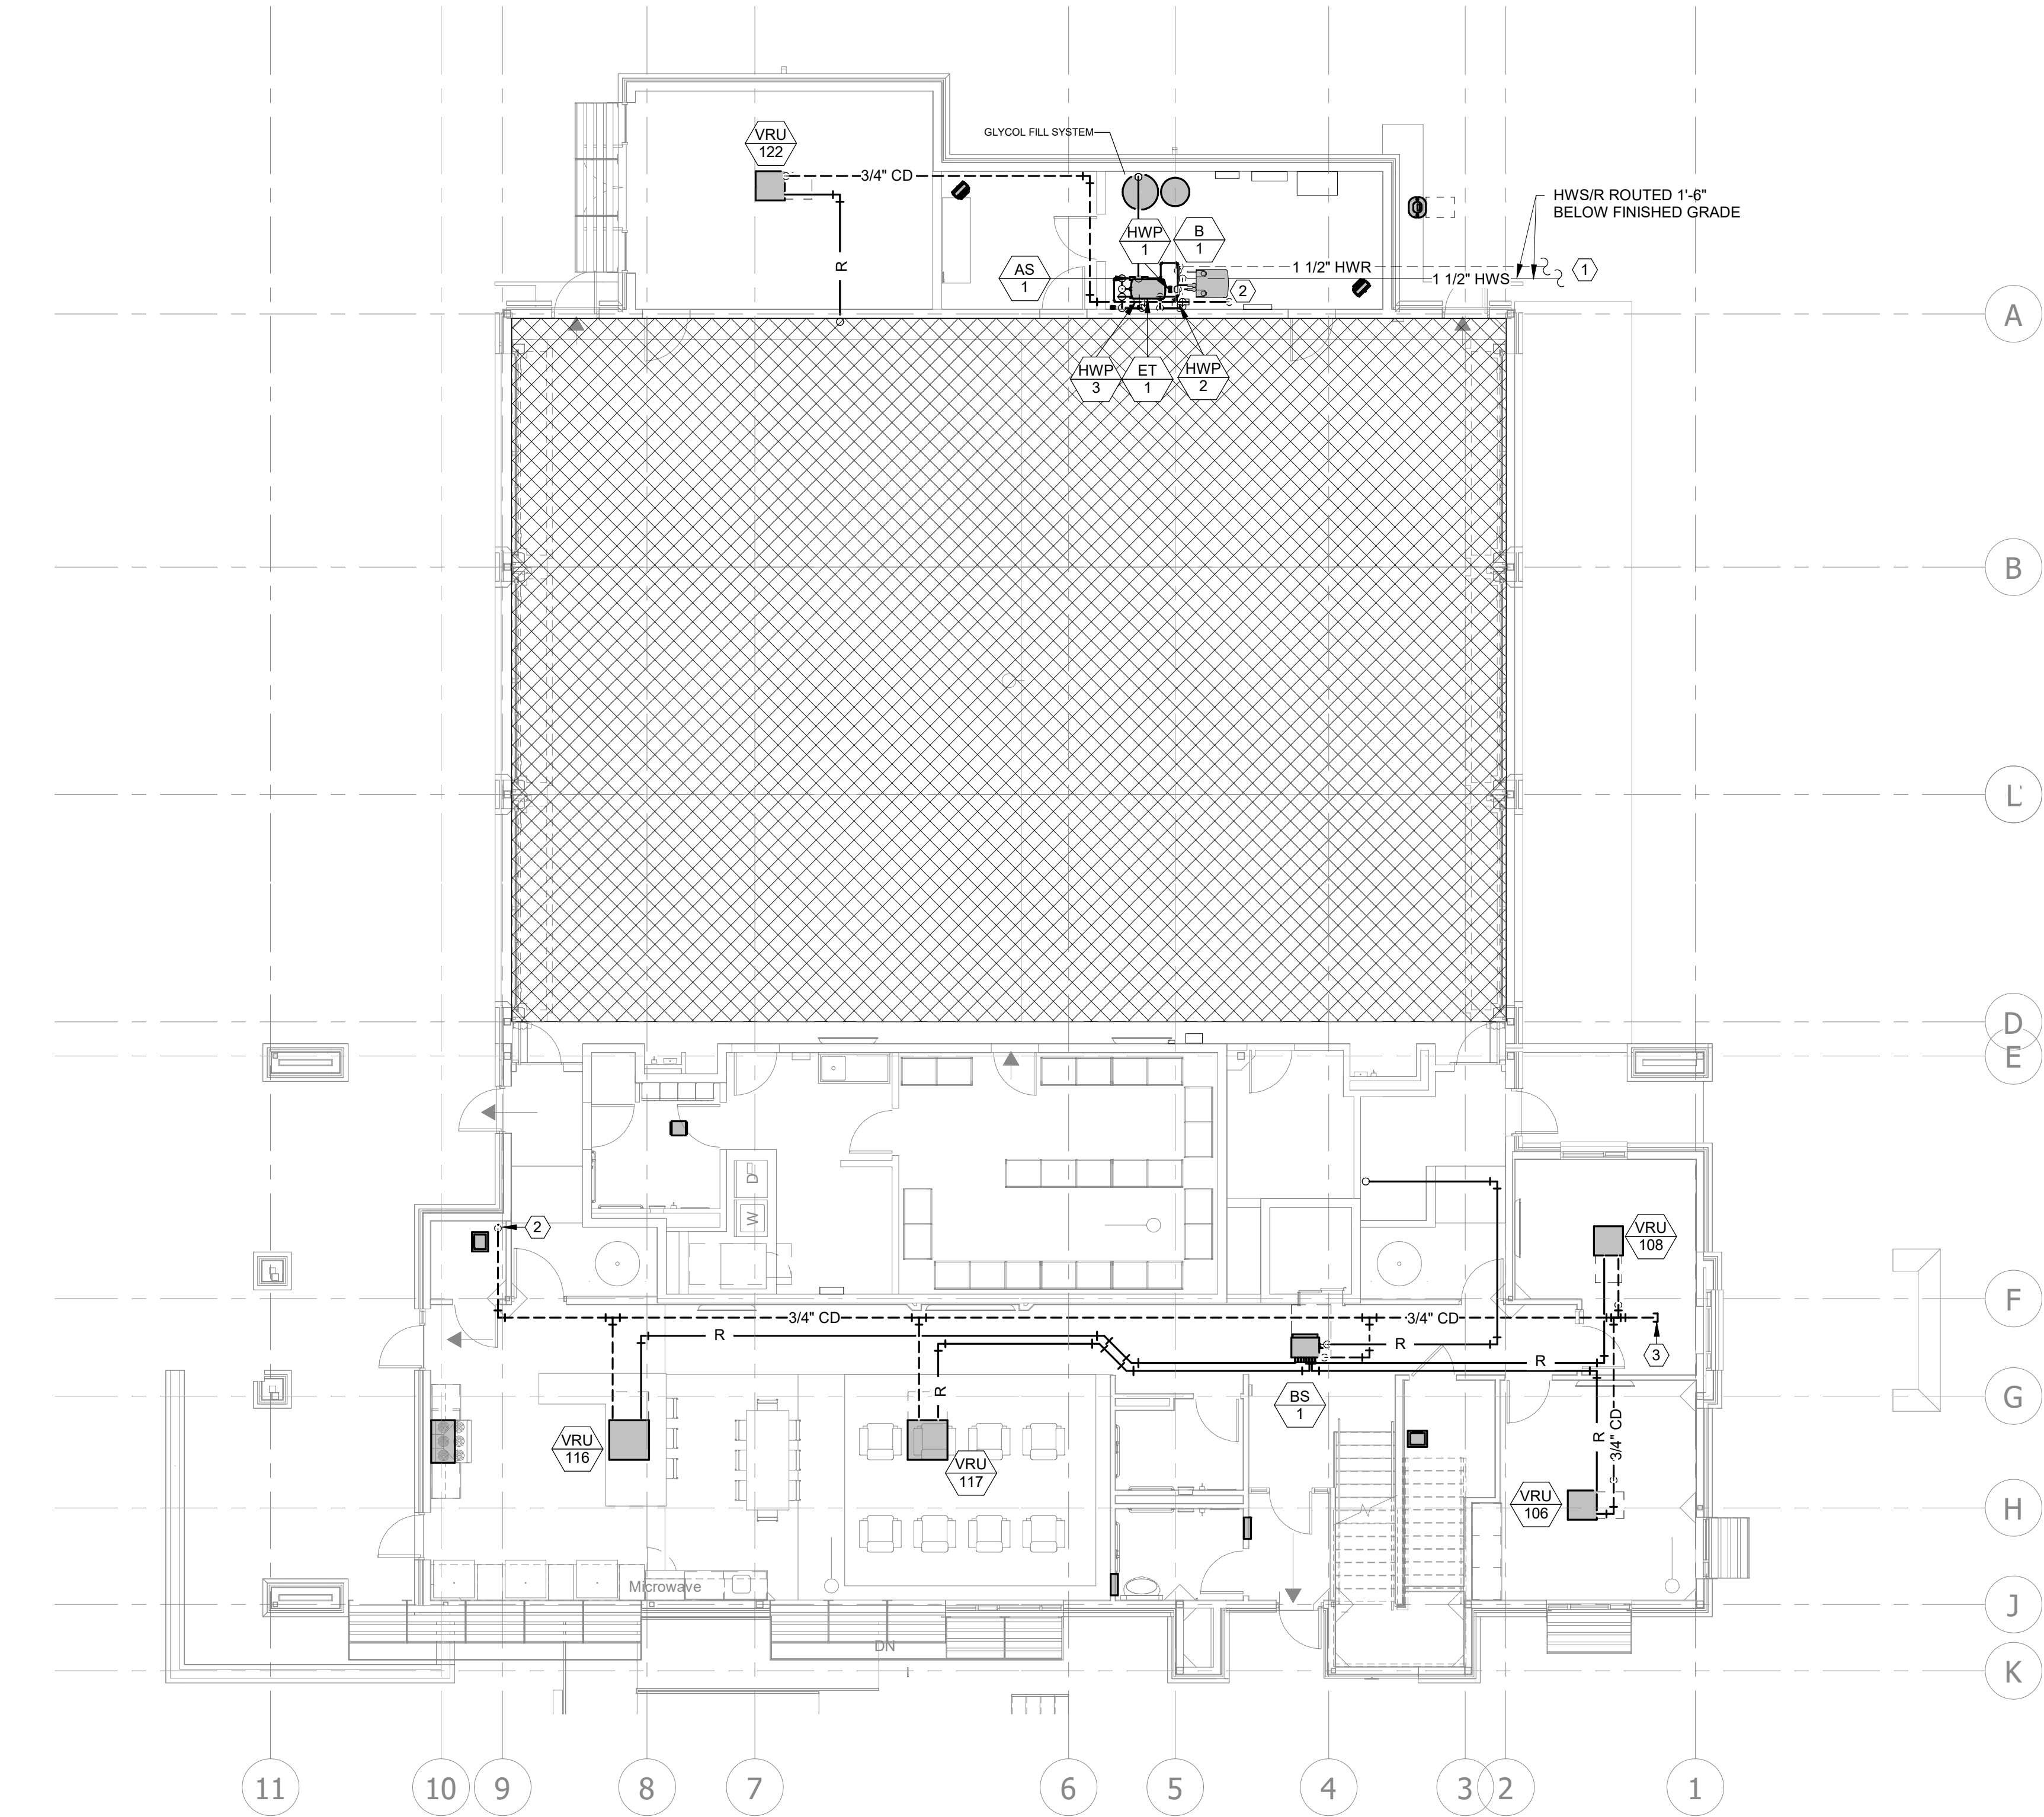 GLYCOL FILL SYSTEM
VRU
122
3/4" CD
HWS/R ROUTED 1'-6"
BELOW FINISHED GRADE
HWP
1
B
1
R
AS
1
1 1/2" HWR
1 1/2" HWS
1
2
A
HWP
3
ET
1
HWP
2
B
L'
D
E
D
W
2
VRU
108
F
3/4" CD
3/4" CD
R
R
R
3
BS
1
R
G
VRU
116
VRU
117
R
3/4" CD
VRU
106
H
Microwave
J
DN
K
11
10
9
8
7
6
5
4
3
2
1